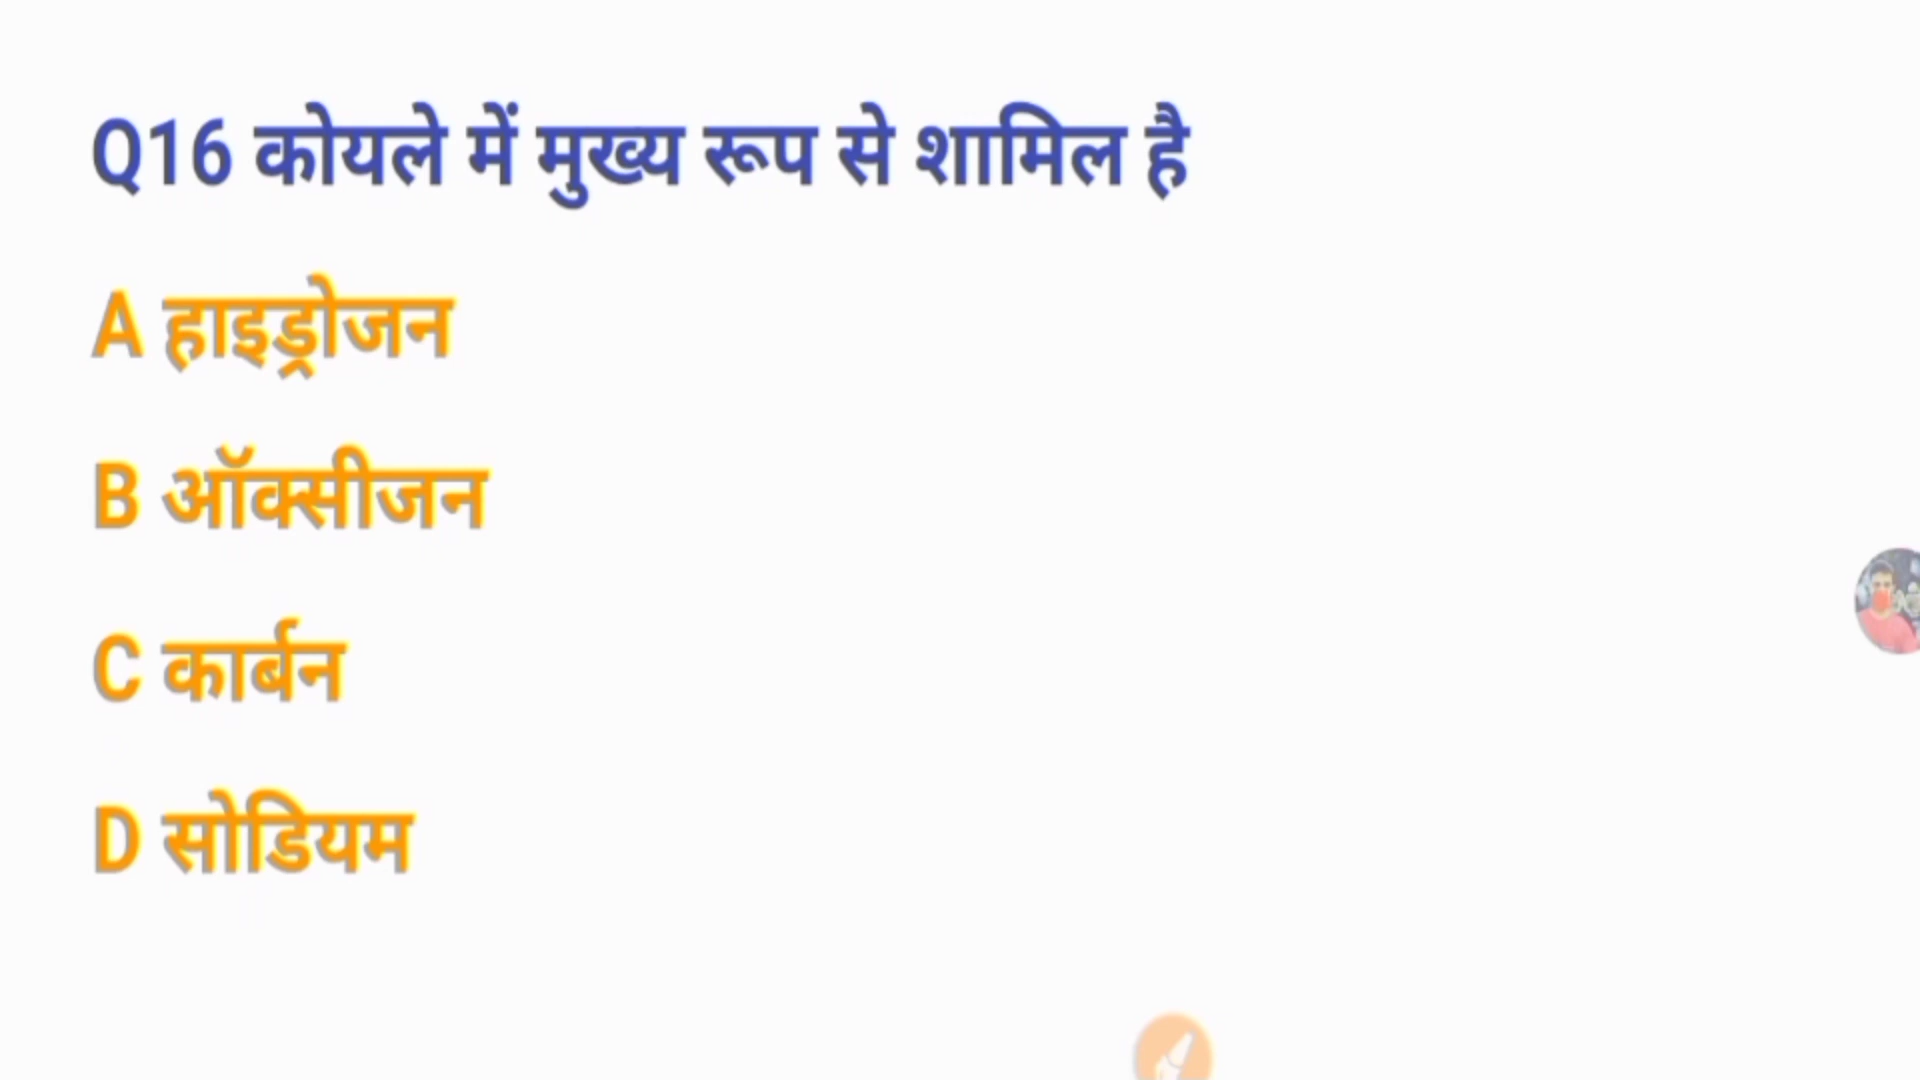 Q16 कोयले में मुख्य रूप से शामिल है
A हाइड्रोजन
B ऑक्सीजन
C कार्बन
D सोडियम